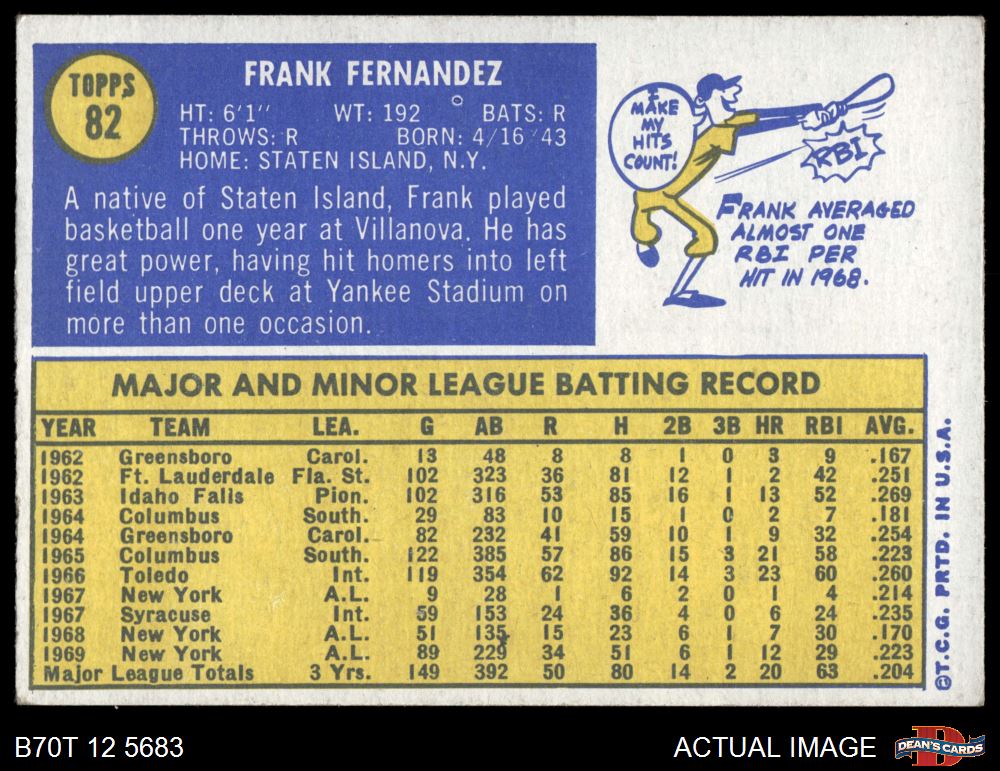 TOPPS
82
FRANK FERNANDEZ
HT: 6'1" WT: 192 BATS: R
THROWS: R BORN: 4/16 43
HOME: STATEN ISLAND, N.Y.
A native of Staten Island, Frank played
basketball one year at Villanova. He has
great power, having hit homers into left
field upper deck at Yankee Stadium on
more than one occasion.
I
MAKE
MY
HITS
COUNT!
RBI
FRANK AVERAGED
ALMOST ONE
RBI PER
HIT IN 1968.
MAJOR AND MINOR LEAGUE BATTING RECORD
YEAR TEAM LEA. G AB R H 2B 3B HR RBI AVG.
1962 Greensboro Carol. 13 48 8 8 1 0 3 9 .167
1962 Ft. Lauderdale Fla. St. 102 323 36 81 12 1 2 42 .251
1963 Idaho Falls Pion. 102 316 53 85 16 1 13 52 .269
1964 Columbus South. 29 83 10 15 1 0 2 7 .181
1964 Greensboro Carol. 82 232 41 59 10 1 9 32 .254
1965 Columbus South. 122 385 57 86 15 3 21 58 .223
1966 Toledo Int. 119 354 62 92 14 3 23 60 .260
1967 New York A.L. 9 28 1 6 2 0 1 4 .214
1967 Syracuse Int. 59 153 24 36 4 0 6 24 .235
1968 New York A.L. 51 135 15 23 6 1 7 30 .170
1969 New York A.L. 89 229 34 51 6 1 12 29 .223
Major League Totals 3 Yrs. 149 392 50 80 14 2 20 63 .204
©T.C.G. PRTD. IN U.S.A.
B70T 12 5683
ACTUAL IMAGE
D
DEAN'S CARDS